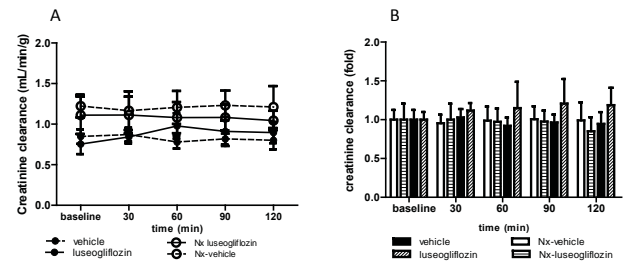 A
Creatinine clearance (mL/min/g)
2.0
1.5
1.0
0.5
0.0
baseline 30 60 90 120
time (min)
vehicle Nx luseogliflozin
luseogliflozin Nx-vehicle
B
creatinine clearance (fold)
2.0
1.5
1.0
0.5
0.0
baseline 30 60 90 120
time (min)
vehicle Nx-vehicle
luseogliflozin Nx-luseogliflozin